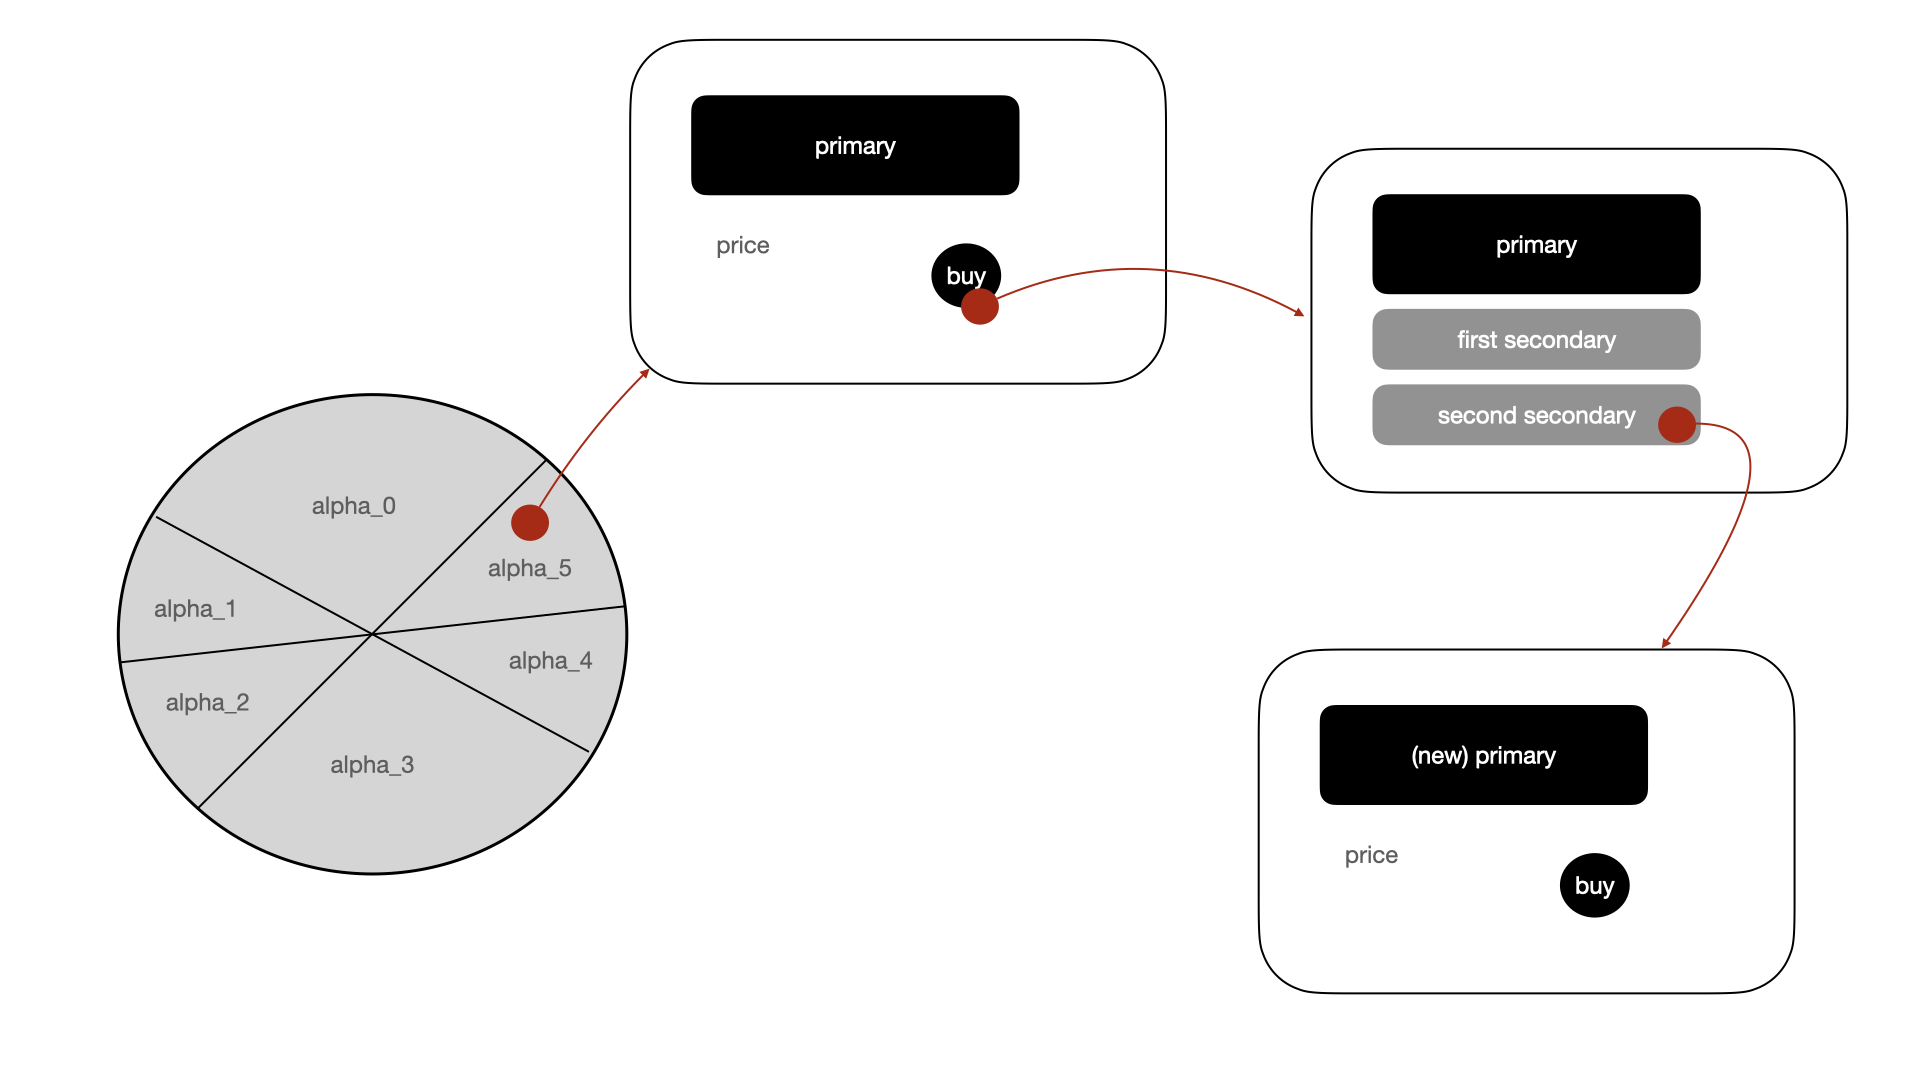 primary
price
buy
primary
first secondary
second secondary
alpha_0
alpha_5
alpha_1
alpha_4
alpha_2
alpha_3
(new) primary
price
buy